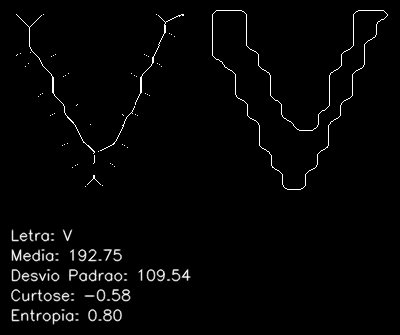 Letra: V
Media: 192.75
Desvio Padrao: 109.54
Curtose: −0.58
Entropia: 0.80